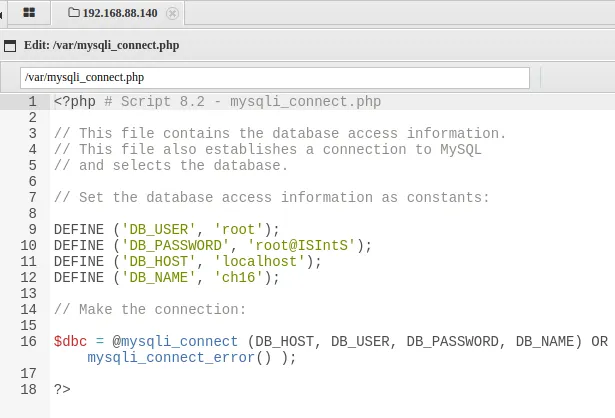 192.168.88.140
Edit: /var/mysqli_connect.php
/var/mysqli_connect.php
1 <?php # Script 8.2 - mysqli_connect.php
2
3 // This file contains the database access information.
4 // This file also establishes a connection to MySQL
5 // and selects the database.
6
7 // Set the database access information as constants:
8
9 DEFINE ('DB_USER', 'root');
10 DEFINE ('DB_PASSWORD', 'root@ISIntS');
11 DEFINE ('DB_HOST', 'localhost');
12 DEFINE ('DB_NAME', 'ch16');
13
14 // Make the connection:
15
16 $dbc = @mysqli_connect (DB_HOST, DB_USER, DB_PASSWORD, DB_NAME) OR
mysqli_connect_error() );
17
18 ?>